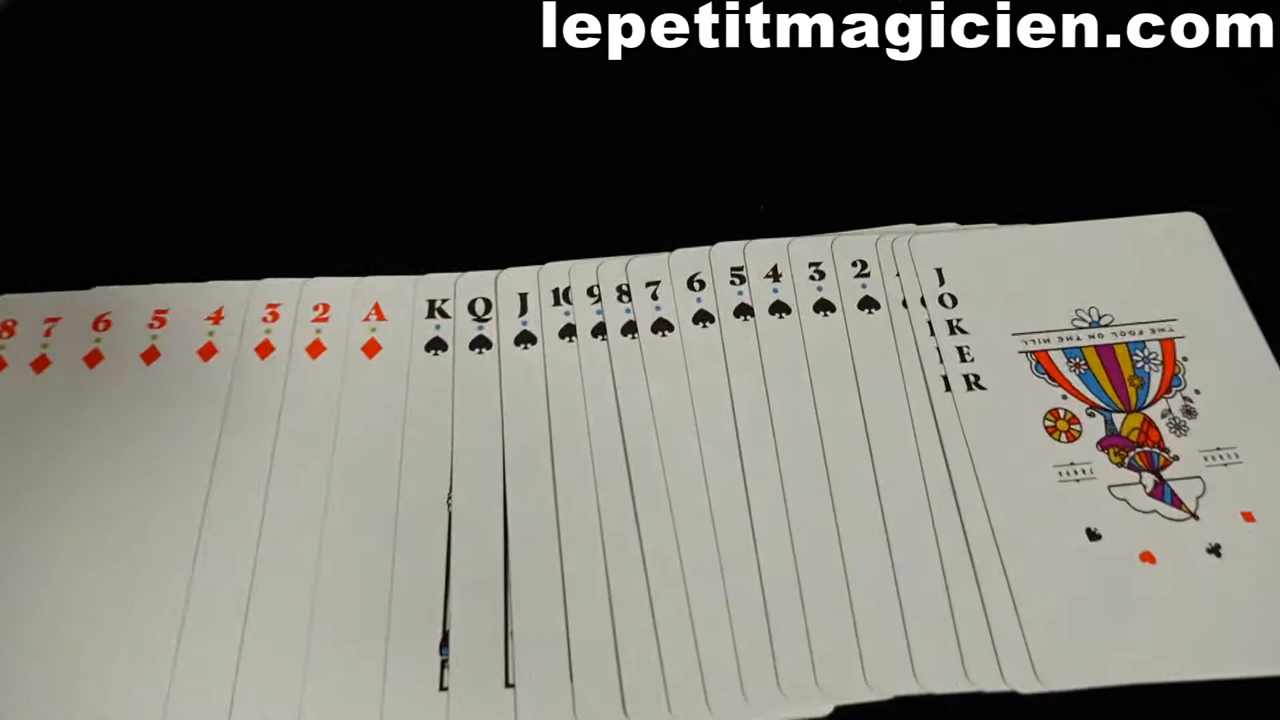 lepetitmagicien.com
8 7 6 5 4 3 2 A K Q J 10 9 8 7 6 5 4 3 2
J
O
K
E
R
THE FOOL ON THE HILL